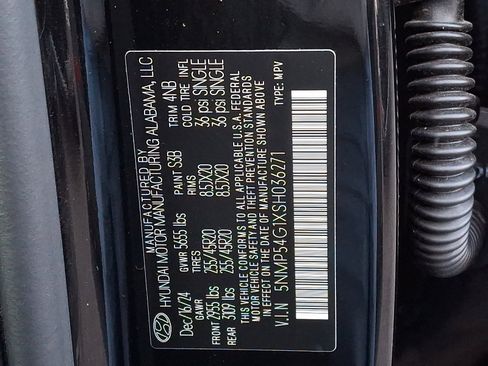 MANUFACTURED BY
HYUNDAI MOTOR MANUFACTURING ALABAMA, LLC
Dec/16/24 GVWR 5655 lbs PAINT S3B TRIM 4NB
GAWR TIRES RIMS COLD TIRE INFL
FRONT 2955 lbs 255/45R20 8.5JX20 36 psi SINGLE
REAR 3109 lbs 255/45R20 8.5JX20 36 psi SINGLE
THIS VEHICLE CONFORMS TO ALL APPLICABLE U.S.A. FEDERAL
MOTOR VEHICLE SAFETY AND THEFT PREVENTION STANDARDS
IN EFFECT ON THE DATE OF MANUFACTURE SHOWN ABOVE.
V.I.N 5NMP54G1XSH036271 TYPE: MPV